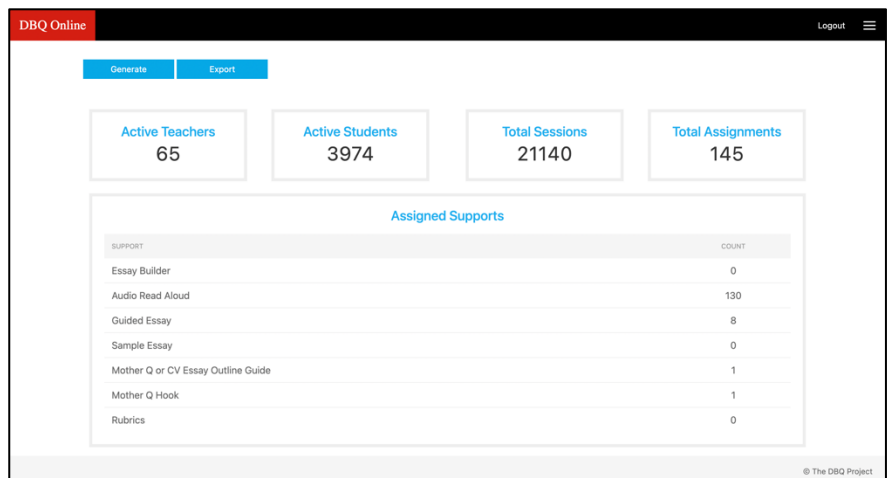 DBQ Online Logout
Generate Export
Active Teachers Active Students Total Sessions Total Assignments
65 3974 21140 145
Assigned Supports
SUPPORT COUNT
Essay Builder 0
Audio Read Aloud 130
Guided Essay 8
Sample Essay 0
Mother Q or CV Essay Outline Guide 1
Mother Q Hook 1
Rubrics 0
© The DBQ Project